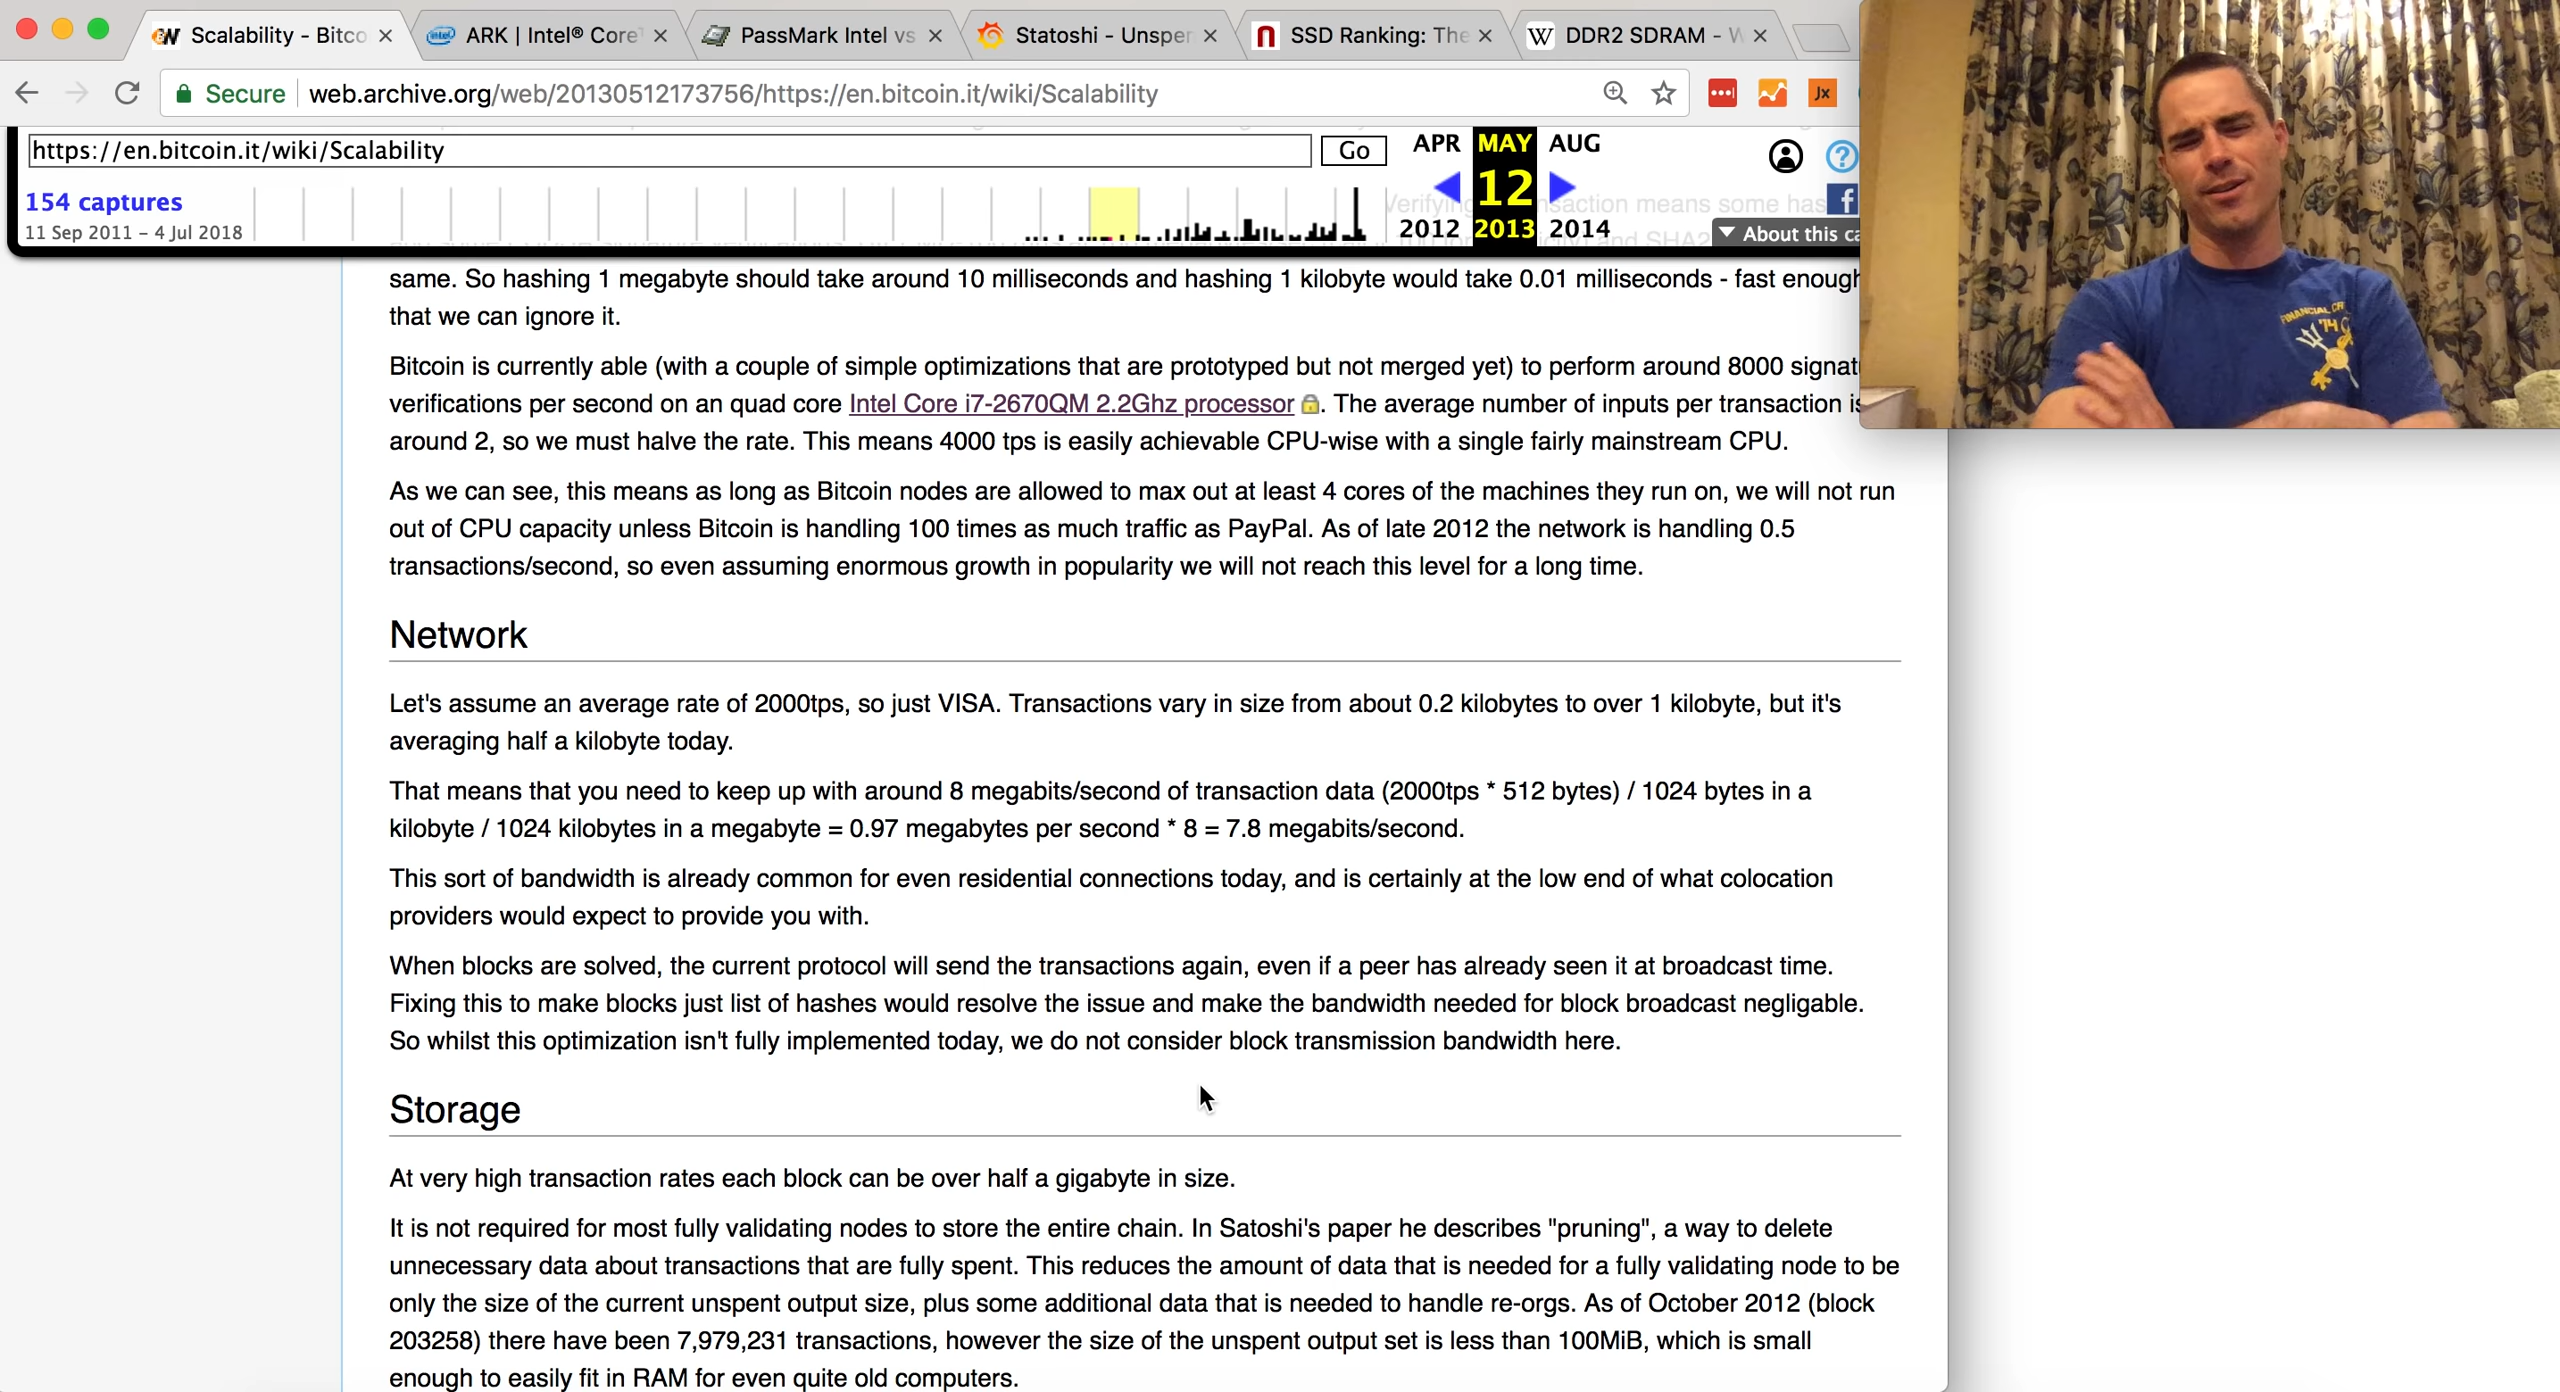 Scalability - Bitco
ARK | Intel® Core
PassMark Intel vs
Statoshi - Unspen
SSD Ranking: The
DDR2 SDRAM - W
Secure
web.archive.org/web/20130512173756/https://en.bitcoin.it/wiki/Scalability
Jx
https://en.bitcoin.it/wiki/Scalability
Go
APR MAY AUG
12
2012 2013 2014
154 captures
11 Sep 2011 – 4 Jul 2018
Verifying
action means some has
and SHA2
About this ca
same. So hashing 1 megabyte should take around 10 milliseconds and hashing 1 kilobyte would take 0.01 milliseconds - fast enough
that we can ignore it.
Bitcoin is currently able (with a couple of simple optimizations that are prototyped but not merged yet) to perform around 8000 signat
verifications per second on an quad core Intel Core i7-2670QM 2.2Ghz processor. The average number of inputs per transaction is
around 2, so we must halve the rate. This means 4000 tps is easily achievable CPU-wise with a single fairly mainstream CPU.
As we can see, this means as long as Bitcoin nodes are allowed to max out at least 4 cores of the machines they run on, we will not run
out of CPU capacity unless Bitcoin is handling 100 times as much traffic as PayPal. As of late 2012 the network is handling 0.5
transactions/second, so even assuming enormous growth in popularity we will not reach this level for a long time.
Network
Let's assume an average rate of 2000tps, so just VISA. Transactions vary in size from about 0.2 kilobytes to over 1 kilobyte, but it's
averaging half a kilobyte today.
That means that you need to keep up with around 8 megabits/second of transaction data (2000tps * 512 bytes) / 1024 bytes in a
kilobyte / 1024 kilobytes in a megabyte = 0.97 megabytes per second * 8 = 7.8 megabits/second.
This sort of bandwidth is already common for even residential connections today, and is certainly at the low end of what colocation
providers would expect to provide you with.
When blocks are solved, the current protocol will send the transactions again, even if a peer has already seen it at broadcast time.
Fixing this to make blocks just list of hashes would resolve the issue and make the bandwidth needed for block broadcast negligable.
So whilst this optimization isn't fully implemented today, we do not consider block transmission bandwidth here.
Storage
At very high transaction rates each block can be over half a gigabyte in size.
It is not required for most fully validating nodes to store the entire chain. In Satoshi's paper he describes "pruning", a way to delete
unnecessary data about transactions that are fully spent. This reduces the amount of data that is needed for a fully validating node to be
only the size of the current unspent output size, plus some additional data that is needed to handle re-orgs. As of October 2012 (block
203258) there have been 7,979,231 transactions, however the size of the unspent output set is less than 100MiB, which is small
enough to easily fit in RAM for even quite old computers.
FINANCIAL CR
'14